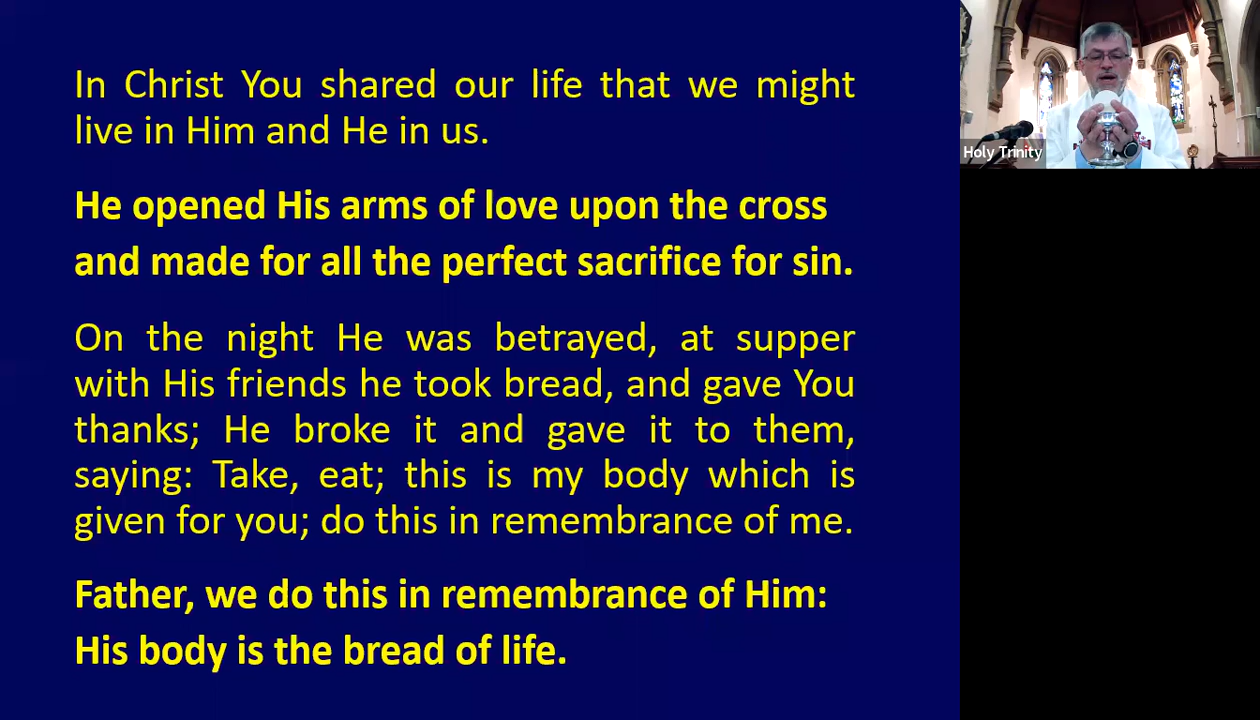 In Christ You shared our life that we might
live in Him and He in us.
He opened His arms of love upon the cross
and made for all the perfect sacrifice for sin.
On the night He was betrayed, at supper
with His friends he took bread, and gave You
thanks; He broke it and gave it to them,
saying: Take, eat; this is my body which is
given for you; do this in remembrance of me.
Father, we do this in remembrance of Him:
His body is the bread of life.
Holy Trinity